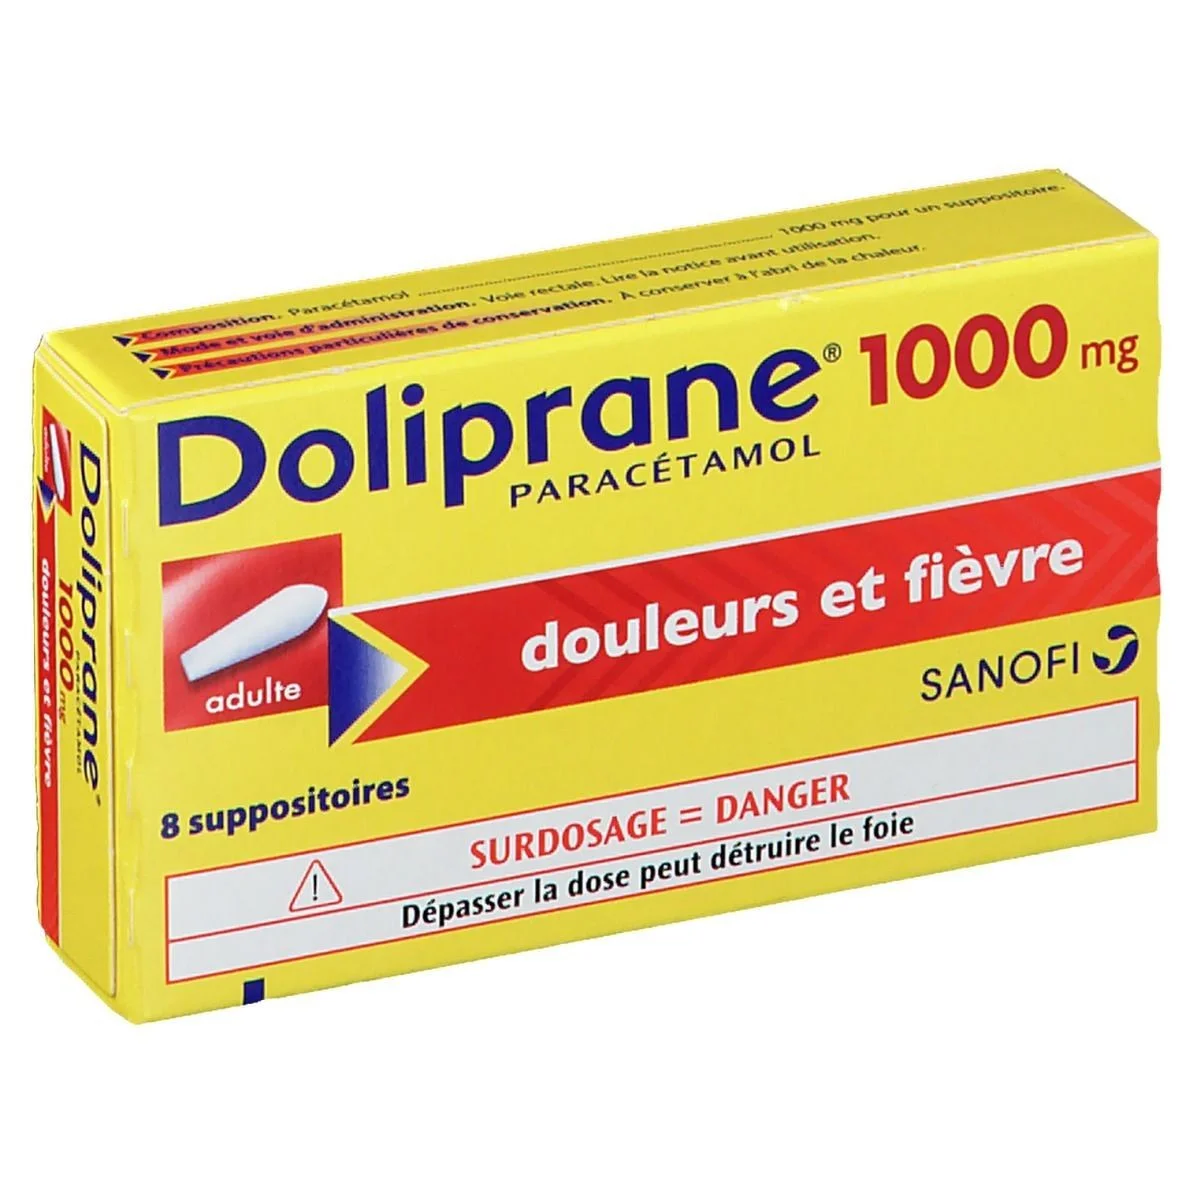 Composition. Paracétamol ........................ 1000 mg pour un suppositoire.
Mode et voie d'administration. Voie rectale. Lire la notice avant utilisation.
Précautions particulières de conservation. A conserver à l'abri de la chaleur.
Doliprane® 1000 mg
PARACÉTAMOL
douleurs et fièvre
adulte
SANOFI
8 suppositoires
SURDOSAGE = DANGER
!
Dépasser la dose peut détruire le foie
adulte
Doliprane® 1000 mg
PARACÉTAMOL
douleurs et fièvre